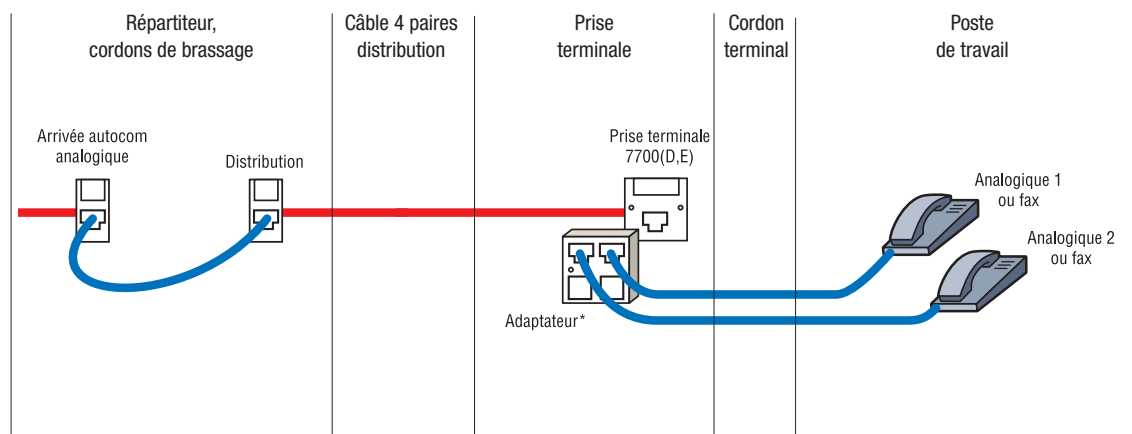 Répartiteur,
cordons de brassage
Câble 4 paires
distribution
Prise
terminale
Cordon
terminal
Poste
de travail
Arrivée autocom
analogique
Distribution
Prise terminale
7700(D,E)
Analogique 1
ou fax
Analogique 2
ou fax
Adaptateur*